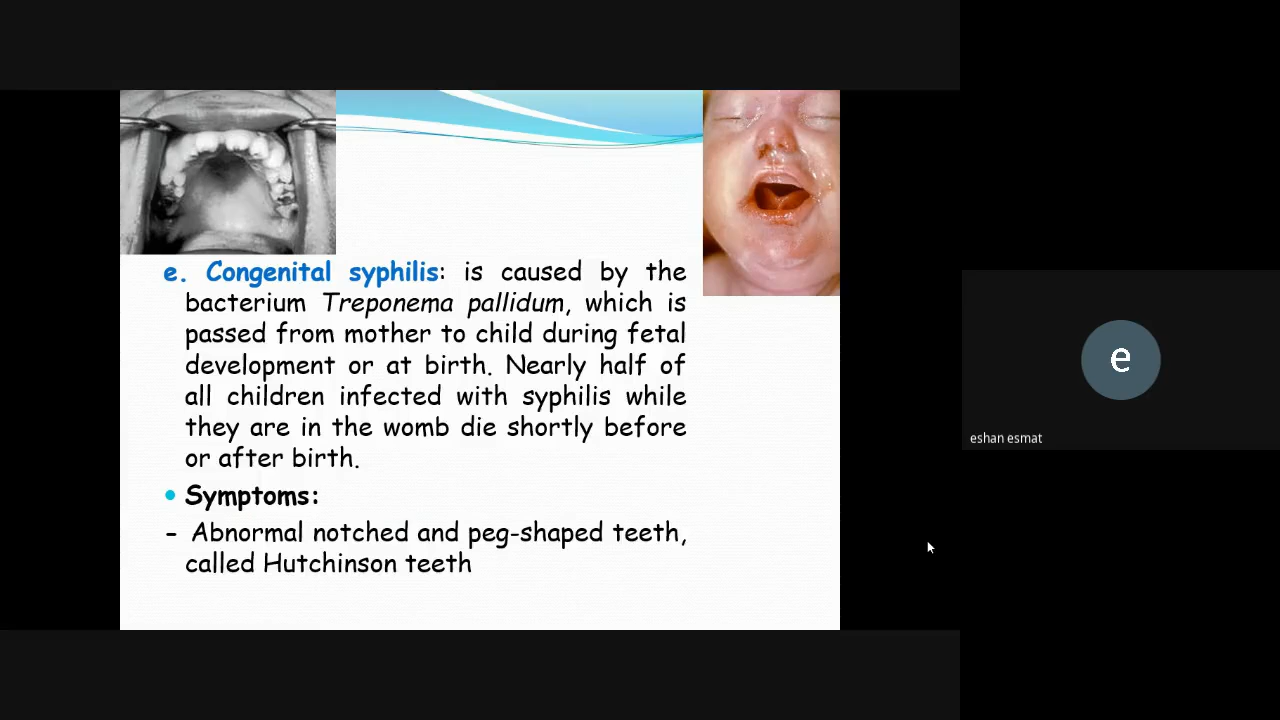 e. Congenital syphilis: is caused by the
bacterium Treponema pallidum, which is
passed from mother to child during fetal
development or at birth. Nearly half of
all children infected with syphilis while
they are in the womb die shortly before
or after birth.
• Symptoms:
- Abnormal notched and peg-shaped teeth,
called Hutchinson teeth
e
eshan esmat